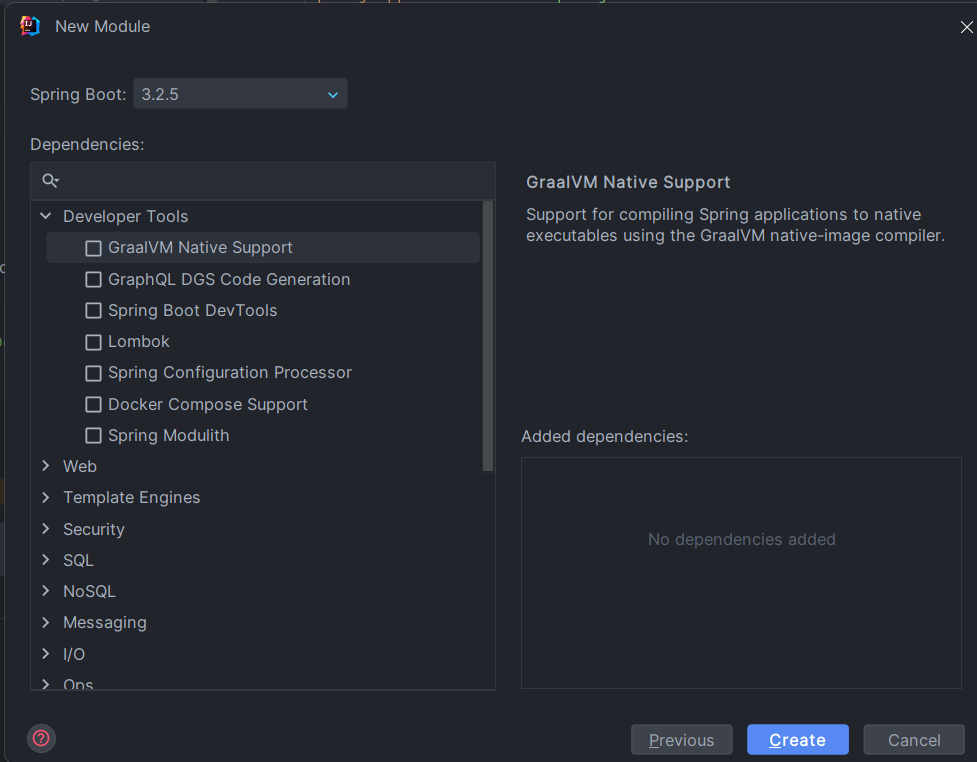 New Module
Spring Boot: 3.2.5
Dependencies:
Developer Tools
GraalVM Native Support
GraphQL DGS Code Generation
Spring Boot DevTools
Lombok
Spring Configuration Processor
Docker Compose Support
Spring Modulith
Web
Template Engines
Security
SQL
NoSQL
Messaging
I/O
Ops
GraalVM Native Support
Support for compiling Spring applications to native
executables using the GraalVM native-image compiler.
Added dependencies:
No dependencies added
?
Previous
Create
Cancel